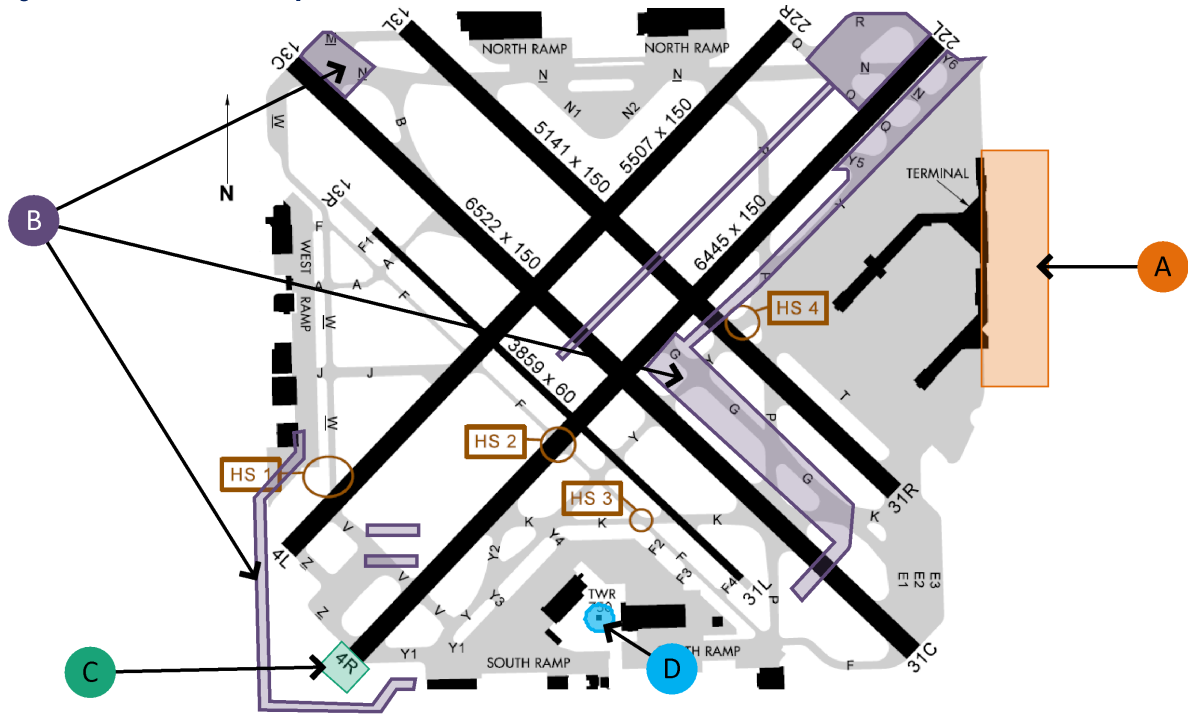 13C
M
N
13L
NORTH RAMP
NORTH RAMP
22R
Q
R
N
22L
Y6
N
N
N1
N2
Q
N
Q
W
B
5141 x 150
5507 x 150
P
Y5
TERMINAL
N
13R
Y
B
F
F1
6522 x 150
6445 x 150
A
WEST
RAMP
A
A
A
F
P
W
HS 4
3859 x 60
G
Y
J
J
F
G
P
T
W
HS 2
Y
HS 1
G
HS 3
K
31R
V
K
K
K
4L
Z
Y2
Y4
F2
F
F3
V
E1
E2
E3
Z
Y3
F4
31L
P
TWR
V
Y
4R
Y1
Y1
C
SOUTH RAMP
D
TH RAMP
F
31C